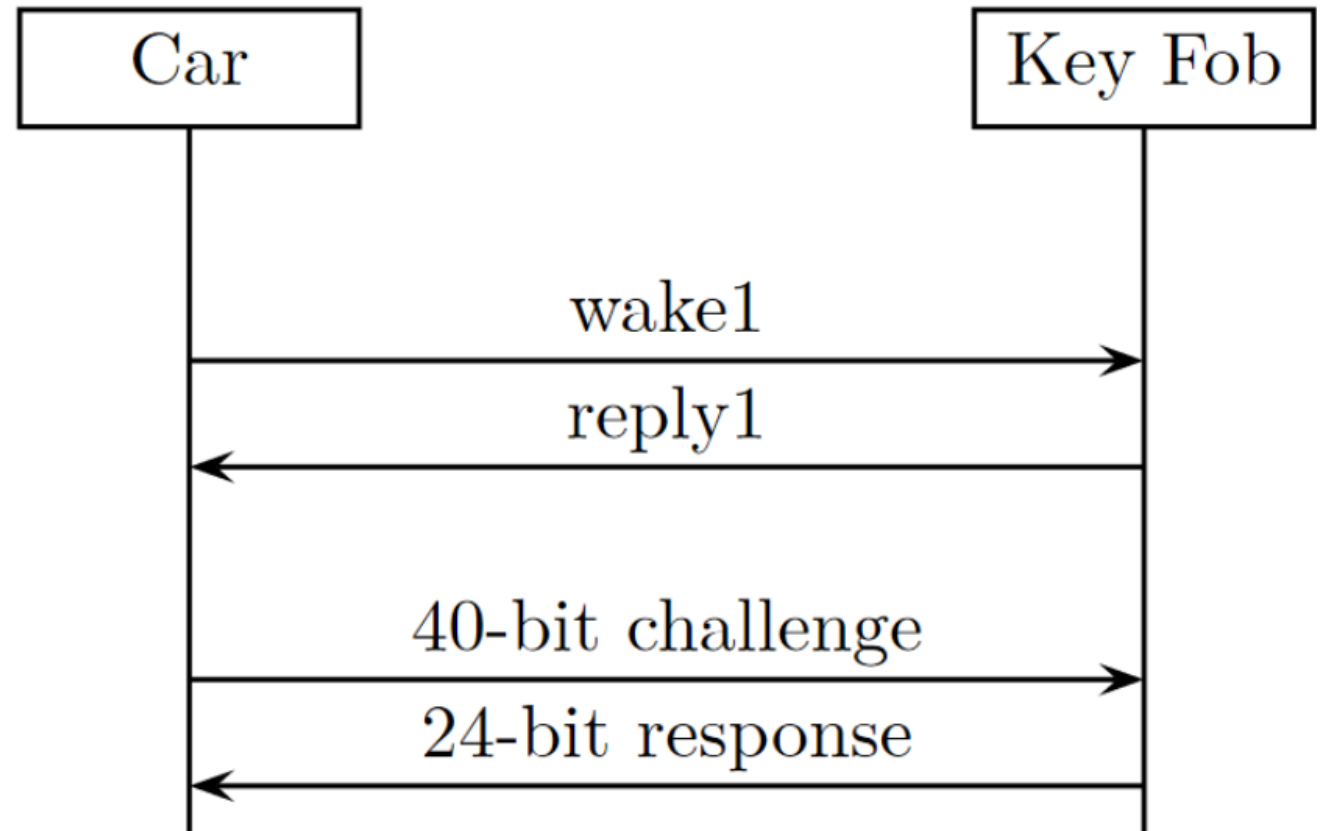 Car
Key Fob
wake1
reply1
40-bit challenge
24-bit response